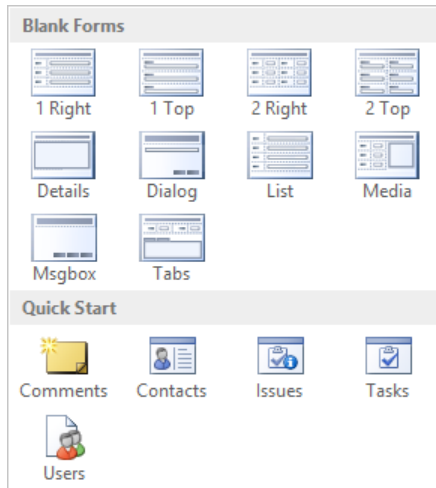 Blank Forms
1 Right 1 Top 2 Right 2 Top
Details Dialog List Media
Msgbox Tabs
Quick Start
Comments Contacts Issues Tasks
Users